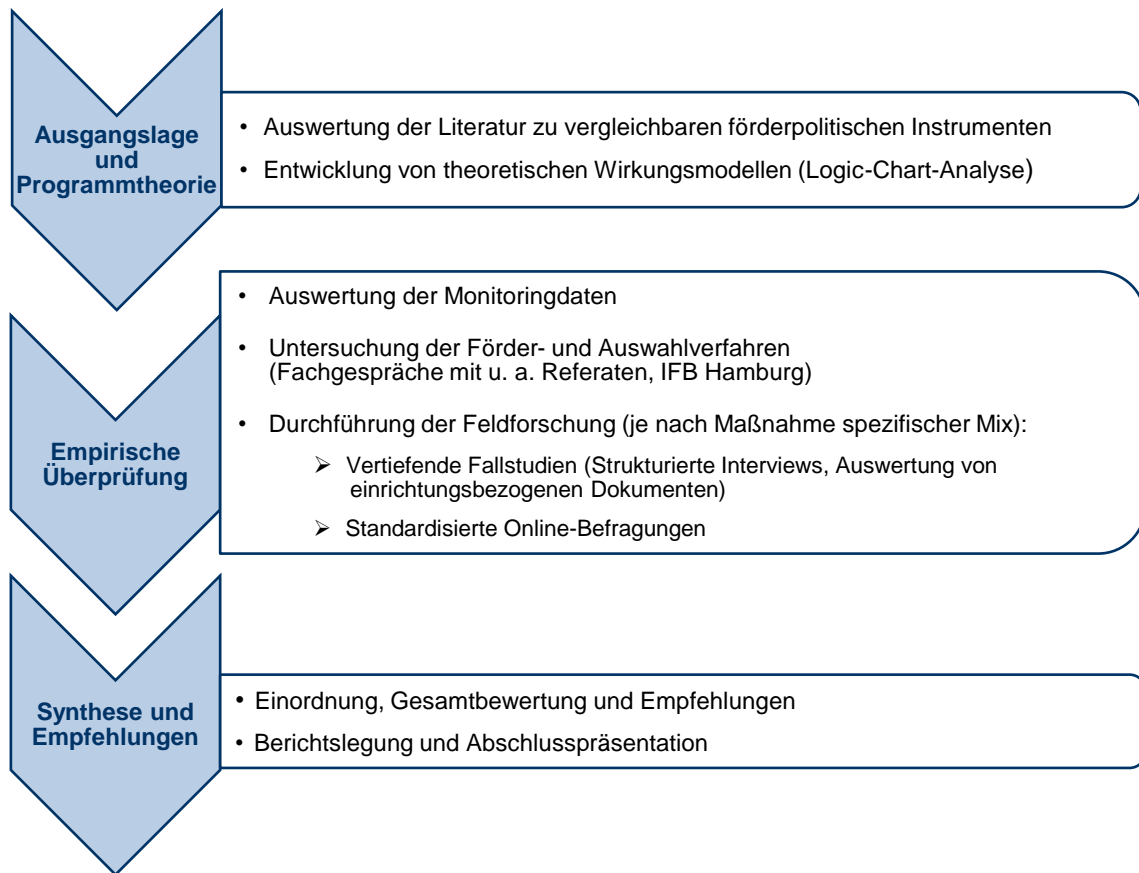 Ausgangslage
und
Programmtheorie
• Auswertung der Literatur zu vergleichbaren förderpolitischen Instrumenten
• Entwicklung von theoretischen Wirkungsmodellen (Logic-Chart-Analyse)
Empirische
Überprüfung
• Auswertung der Monitoringdaten
• Untersuchung der Förder- und Auswahlverfahren
(Fachgespräche mit u. a. Referaten, IFB Hamburg)
• Durchführung der Feldforschung (je nach Maßnahme spezifischer Mix):
➢ Vertiefende Fallstudien (Strukturierte Interviews, Auswertung von
einrichtungsbezogenen Dokumenten)
➢ Standardisierte Online-Befragungen
Synthese und
Empfehlungen
• Einordnung, Gesamtbewertung und Empfehlungen
• Berichtslegung und Abschlusspräsentation